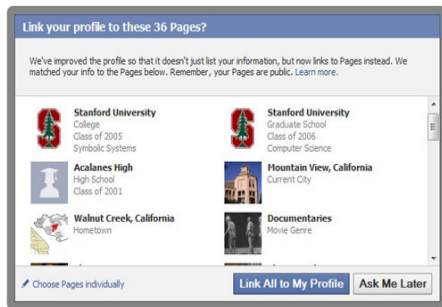 Link your profile to these 36 Pages?
We've improved the profile so that it doesn't just list your information, but now links to Pages instead. We
matched your info to the Pages below. Remember, your Pages are public. Learn more.
Stanford University
College
Class of 2005
Symbolic Systems
Stanford University
Graduate School
Class of 2006
Computer Science
Acalanes High
High School
Class of 2001
Mountain View, California
Current City
Walnut Creek, California
Hometown
Documentaries
Movie Genre
Choose Pages individually
Link All to My Profile
Ask Me Later